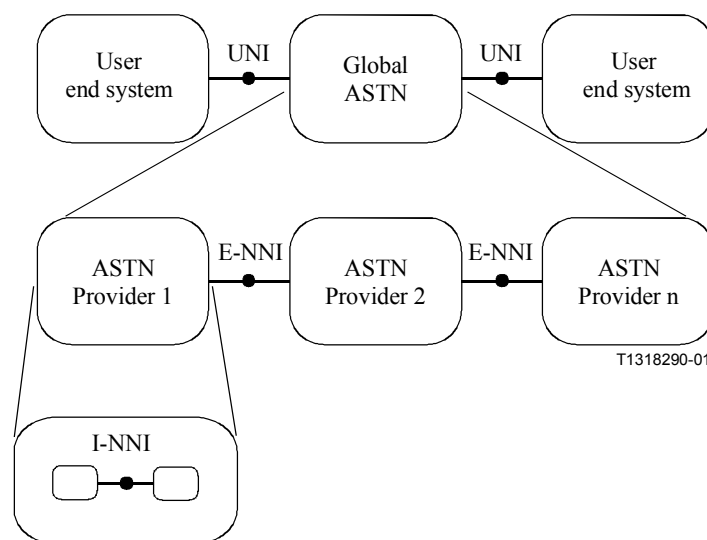 User
end system
UNI
Global
ASTN
UNI
User
end system
ASTN
Provider 1
E-NNI
ASTN
Provider 2
E-NNI
ASTN
Provider n
T1318290-01
I-NNI